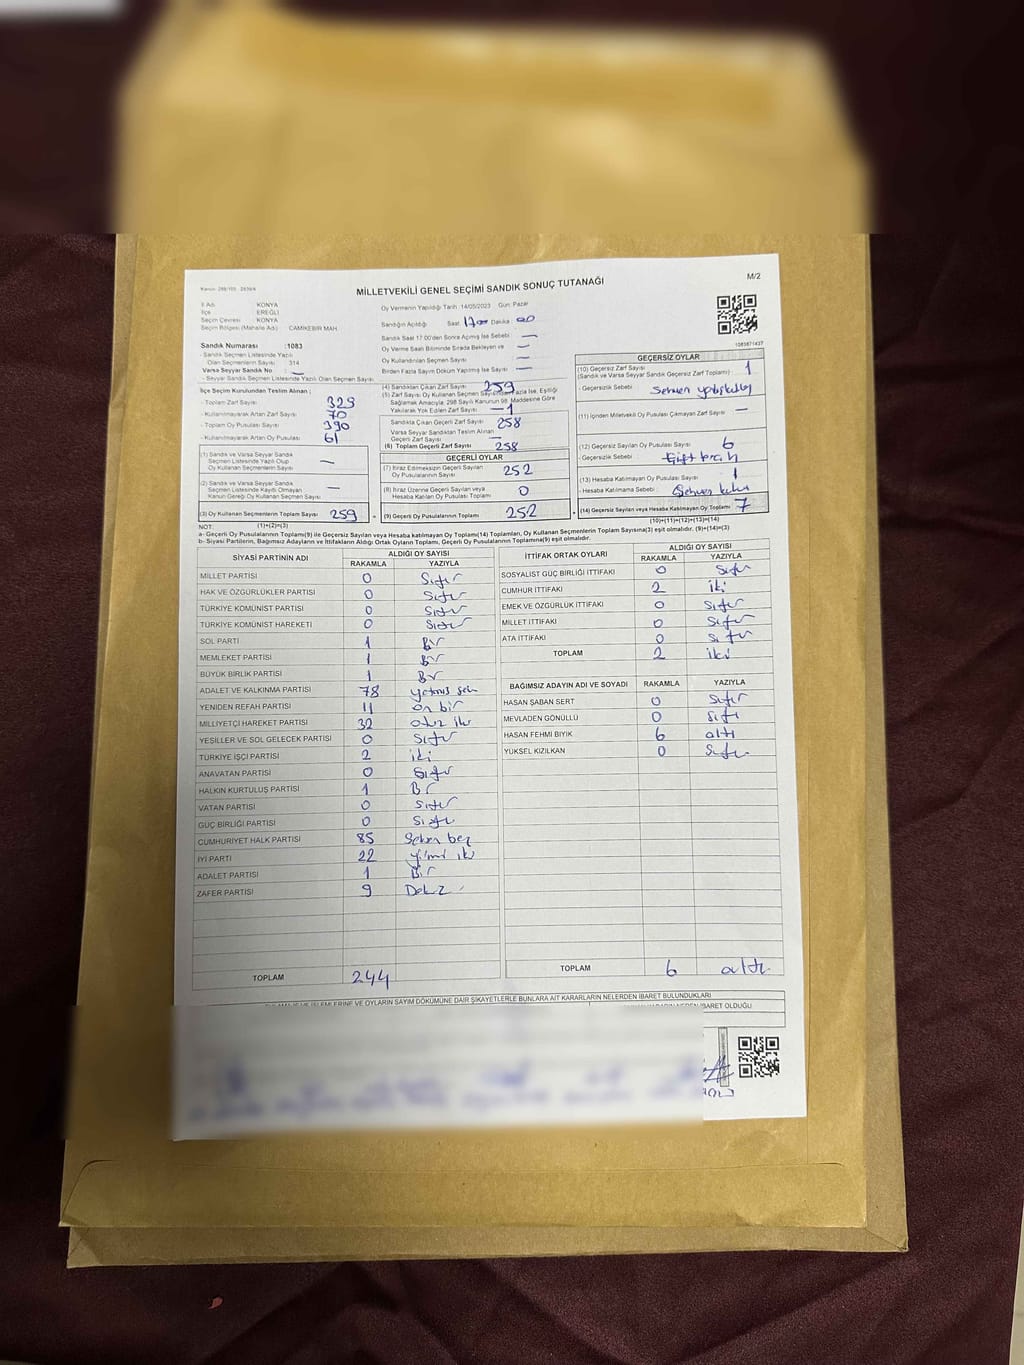 M/2
MİLLETVEKİLİ GENEL SEÇİMİ SANDIK SONUÇ TUTANAĞI
İl Adı KONYA
İlçe EREĞLİ
Seçim Çevresi KONYA
Seçim Bölgesi (Mahalle Adı) CAMİKEBİR MAH
Sandık Numarası :1083
- Sandık Seçmen Listesinde Yazılı
Olan Seçmenlerin Sayısı 314
Varsa Seyyar Sandık No : —
- Seyyar Sandık Seçmen Listesinde Yazılı Olan Seçmen Sayısı:
Oy Vermenin Yapıldığı Tarih :14/05/2023 Gün: Pazar
Sandığın Açıldığı Saat: 17 00 Dakika: 00
Sandık Saat 17:00'den Sonra Açılmış İse Sebebi —
Oy Verme Saati Bitiminde Sırada Bekleyen ve —
Oy Kullandırılan Seçmen Sayısı —
Birden Fazla Sayım Döküm Yapılmış İse Sayısı —
1083871437
İlçe Seçim Kurulundan Teslim Alınan ;
- Toplam Zarf Sayısı 329
- Kullanılmayarak Artan Zarf Sayısı 70
- Toplam Oy Pusulası Sayısı 390
- Kullanılmayarak Artan Oy Pusulası 61
(1) Sandık ve Varsa Seyyar Sandık
Seçmen Listesinde Yazılı Olup
Oy Kullanan Seçmenlerin Sayısı —
(2) Sandık ve Varsa Seyyar Sandık
Seçmen Listesinde Kayıtlı Olmayan
Kanun Gereği Oy Kullanan Seçmen Sayısı —
(3) Oy Kullanan Seçmenlerin Toplam Sayısı 259
(4) Sandıktan Çıkan Zarf Sayısı 259
(5) Zarf Sayısı Oy Kullanan Seçmen Sayısından Fazla İse, Eşitliği
Sağlamak Amacıyla; 298 Sayılı Kanunun 98. Maddesine Göre
Yakılarak Yok Edilen Zarf Sayısı — 1
Sandıkta Çıkan Geçerli Zarf Sayısı 258
Varsa Seyyar Sandıktan Teslim Alınan
Geçerli Zarf Sayısı —
(6) Toplam Geçerli Zarf Sayısı 258
GEÇERLİ OYLAR
(7) İtiraz Edilmeksizin Geçerli Sayılan
Oy Pusulalarının Sayısı 252
(8) İtiraz Üzerine Geçerli Sayılan veya
Hesaba Katılan Oy Pusulası Toplamı 0
(9) Geçerli Oy Pusulalarının Toplamı 252
GEÇERSİZ OYLAR
(10) Geçersiz Zarf Sayısı
(Sandık ve Varsa Seyyar Sandık Geçersiz Zarf Toplamı) 1
- Geçersizlik Sebebi
(11) İçinden Milletvekili Oy Pusulası Çıkmayan Zarf Sayısı —
(12) Geçersiz Sayılan Oy Pusulası Sayısı 6
- Geçersizlik Sebebi
(13) Hesaba Katılmayan Oy Pusulası Sayısı 1
- Hesaba Katılmama Sebebi
(14) Geçersiz Sayılan veya Hesaba Katılmayan Oy Toplamı 7
NOT: (1)+(2)=(3) (10)+(11)+(12)+(13)=(14)
a- Geçerli Oy Pusulalarının Toplamı(9) ile Geçersiz Sayılan veya Hesaba Katılmayan Oy Toplamı(14) Toplamları, Oy Kullanan Seçmenlerin Toplam Sayısına(3) eşit olmalıdır. (9)+(14)=(3)
b- Siyasi Partilerin, Bağımsız Adayların ve İttifakların Aldığı Ortak Oyların Toplamı, Geçerli Oy Pusulalarının Toplamına(9) eşit olmalıdır.
SİYASİ PARTİNİN ADI ALDIĞI OY SAYISI
RAKAMLA YAZIYLA
MİLLET PARTİSİ 0 Sıfır
HAK VE ÖZGÜRLÜKLER PARTİSİ 0 Sıfır
TÜRKİYE KOMÜNİST PARTİSİ 0 Sıfır
TÜRKİYE KOMÜNİST HAREKETİ 0 Sıfır
SOL PARTİ 1 Bir
MEMLEKET PARTİSİ 1 Bir
BÜYÜK BİRLİK PARTİSİ 1 Bir
ADALET VE KALKINMA PARTİSİ 78 yetmiş sek
YENİDEN REFAH PARTİSİ 11 on bir
MİLLİYETÇİ HAREKET PARTİSİ 32 otuz iki
YEŞİLLER VE SOL GELECEK PARTİSİ 0 Sıfır
TÜRKİYE İŞÇİ PARTİSİ 2 iki
ANAVATAN PARTİSİ 0 Sıfır
HALKIN KURTULUŞ PARTİSİ 1 Bir
VATAN PARTİSİ 0 Sıfır
GÜÇ BİRLİĞİ PARTİSİ 0 Sıfır
CUMHURİYET HALK PARTİSİ 85 Seksen beş
İYİ PARTİ 22 yirmi iki
ADALET PARTİSİ 1 Bir
ZAFER PARTİSİ 9 Dokuz
TOPLAM 244
İTTİFAK ORTAK OYLARI ALDIĞI OY SAYISI
RAKAMLA YAZIYLA
SOSYALİST GÜÇ BİRLİĞİ İTTİFAKI 0 Sıfır
CUMHUR İTTİFAKI 2 iki
EMEK VE ÖZGÜRLÜK İTTİFAKI 0 Sıfır
MİLLET İTTİFAKI 0 Sıfır
ATA İTTİFAKI 0 Sıfır
TOPLAM 2 iki
BAĞIMSIZ ADAYIN ADI VE SOYADI RAKAMLA YAZIYLA
HASAN ŞABAN SERT 0 Sıfır
MEVLADEN GÖNÜLLÜ 0 Sıfır
HASAN FEHMİ BIYIK 6 altı
YÜKSEL KIZILKAN 0 Sıfır
TOPLAM 6 altı
İŞLEMLERİNE VE OYLARIN SAYIM DÖKÜMÜNE DAİR ŞİKAYETLERLE BUNLARA AİT KARARLARIN NELERDEN İBARET BULUNDUKLARI